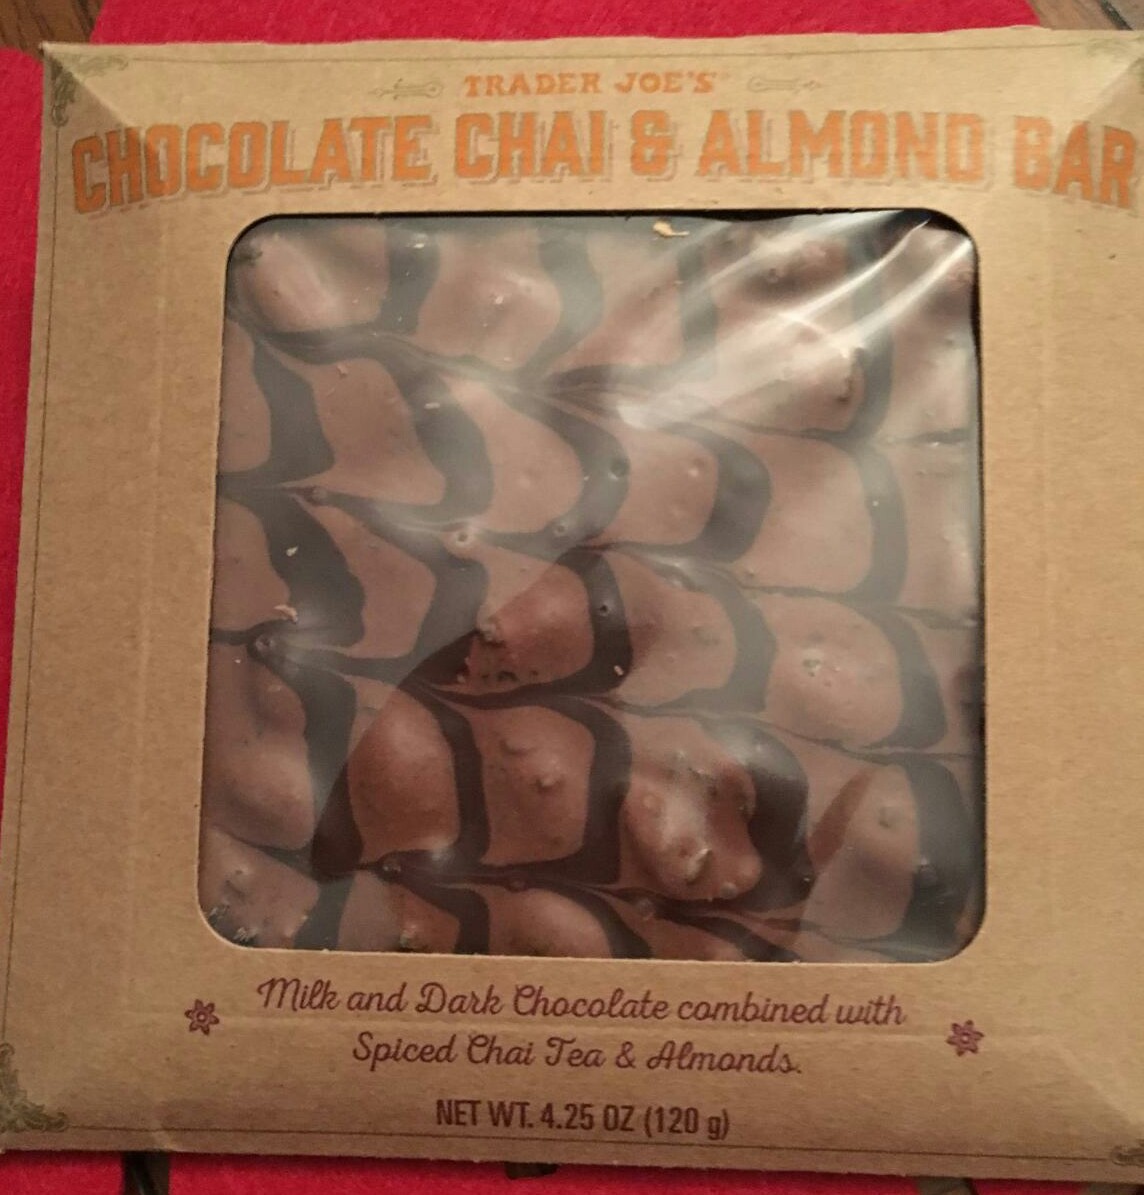 TRADER JOE'S
CHOCOLATE CHAI & ALMOND BAR
Milk and Dark Chocolate combined with
Spiced Chai Tea & Almonds.
NET WT. 4.25 OZ (120 g)